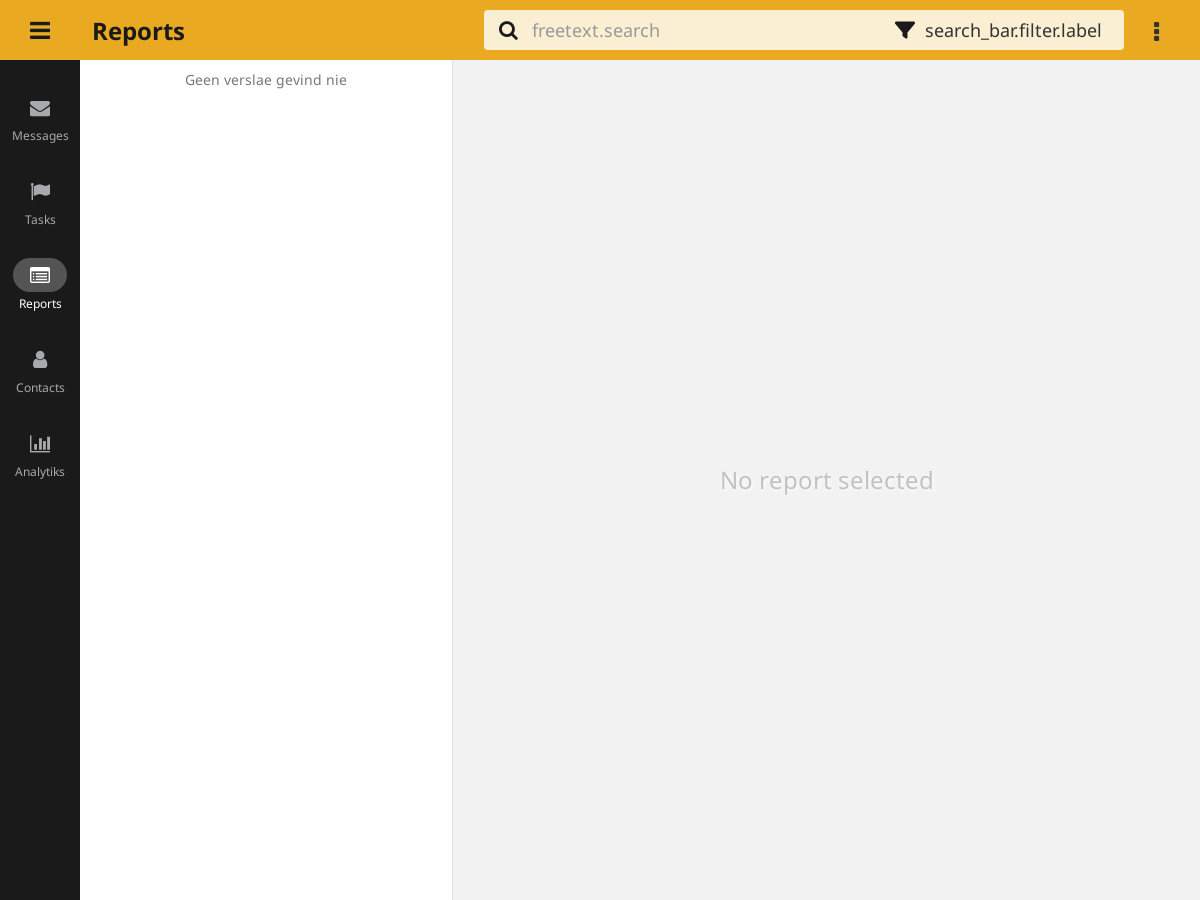 Reports
freetext.search
search_bar.filter.label
Messages
Tasks
Reports
Contacts
Analytiks
Geen verslae gevind nie
No report selected